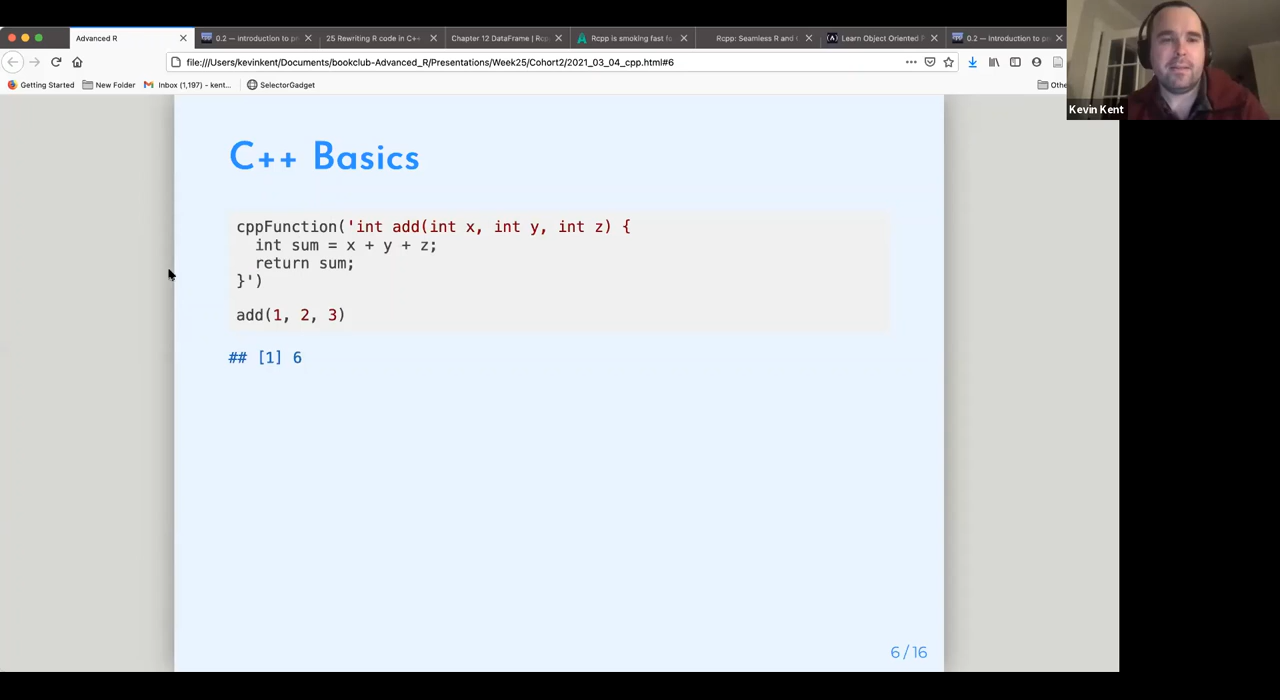 Advanced R
0.2 — introduction to p
25 Rewriting R code in C++
Chapter 12 DataFrame | Rc
Rcpp is smoking fast fo
Rcpp: Seamless R and
Learn Object Oriented
0.2 — introduction to p
file:///Users/kevinkent/Documents/bookclub-Advanced_R/Presentations/Week25/Cohort2/2021_03_04_cpp.html#6
Getting Started
New Folder
Inbox (1,197) - kent...
SelectorGadget
Othe
Kevin Kent
C++ Basics
cppFunction('int add(int x, int y, int z) {
int sum = x + y + z;
return sum;
}')
add(1, 2, 3)
## [1] 6
6 / 16